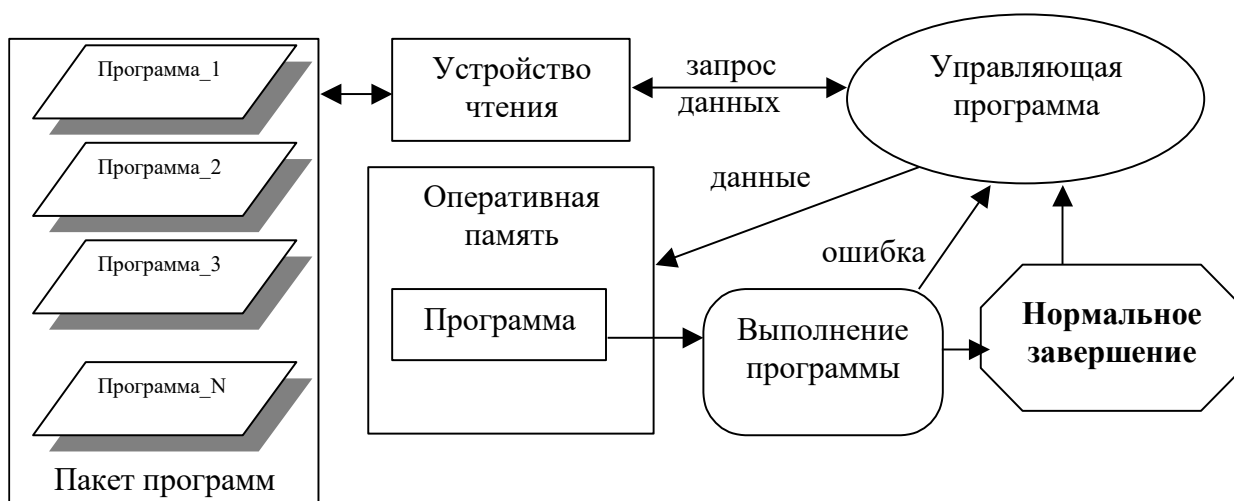 Программа_1
Программа_2
Программа_3
Программа_N
Пакет программ
Устройство
чтения
запрос
данных
Управляющая
программа
Оперативная
память
данные
Программа
ошибка
Выполнение
программы
Нормальное
завершение